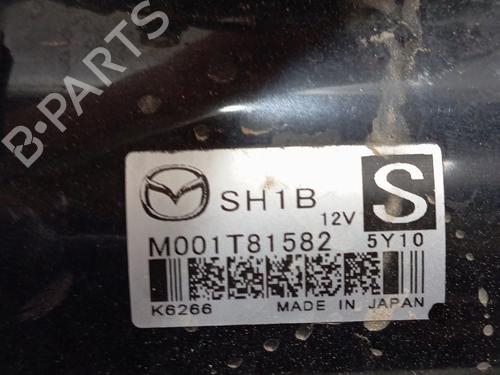 B-PARTS
SH1B 12V S
M001T81582 5Y10
K6266 MADE IN JAPAN